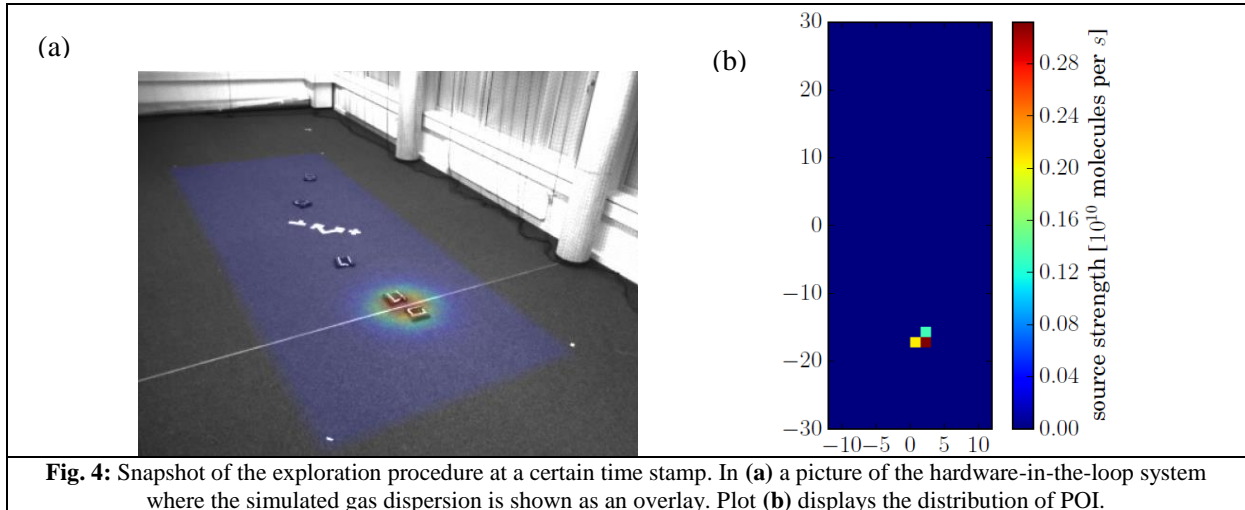 (a)
(b)
30
20
10
0
−10
−20
−30
−10 −5 0 5 10
0.28
0.24
0.20
0.16
0.12
0.08
0.04
0.00
source strength [10¹⁰ molecules per s]
Fig. 4: Snapshot of the exploration procedure at a certain time stamp. In (a) a picture of the hardware-in-the-loop system
where the simulated gas dispersion is shown as an overlay. Plot (b) displays the distribution of POI.